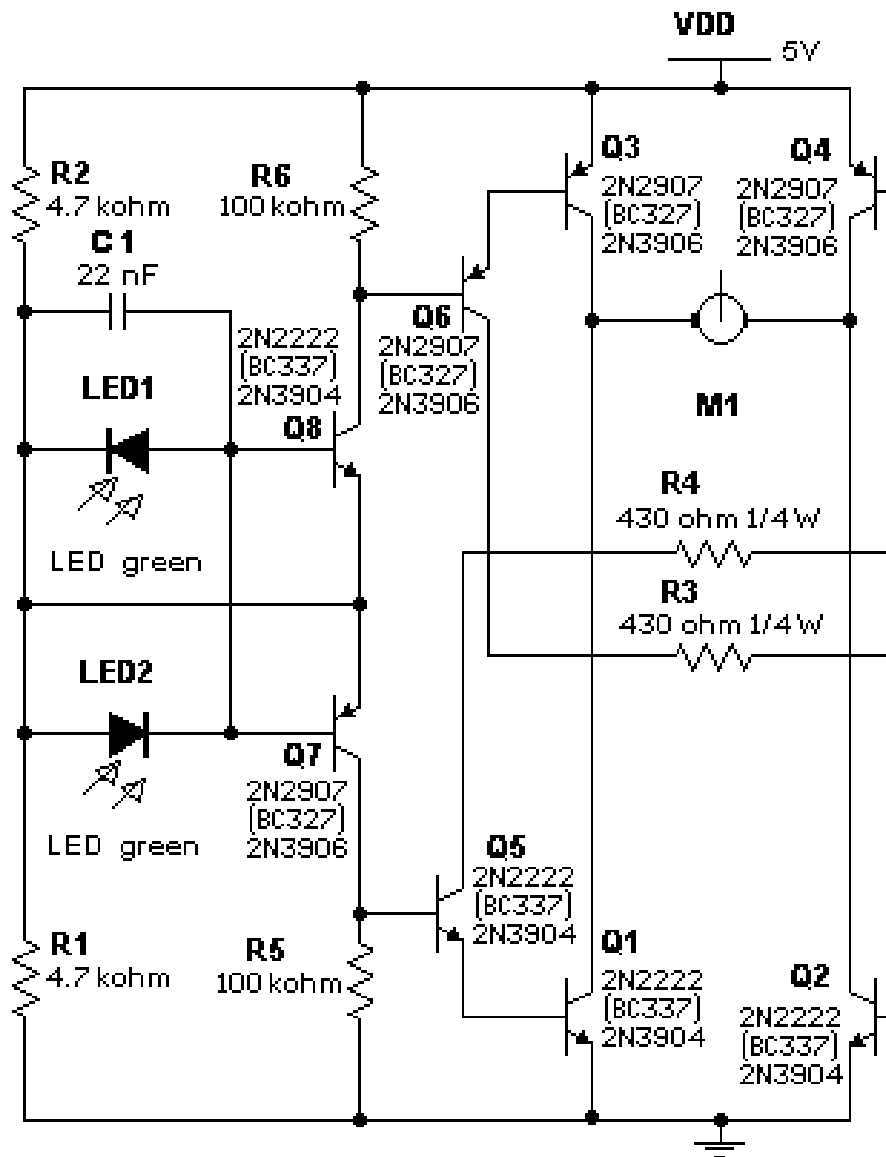 VDD
5V
R2
4.7 kohm
R6
100 kohm
Q3
2N2907
(BC327)
2N3906
Q4
2N2907
(BC327)
2N3906
C1
22 nF
Q6
2N2907
(BC327)
2N3906
2N2222
(BC337)
2N3904
Q8
LED1
LED green
M1
R4
430 ohm 1/4W
R3
430 ohm 1/4W
LED2
LED green
Q7
2N2907
(BC327)
2N3906
Q5
2N2222
(BC337)
2N3904
R1
4.7 kohm
R5
100 kohm
Q1
2N2222
(BC337)
2N3904
Q2
2N2222
(BC337)
2N3904